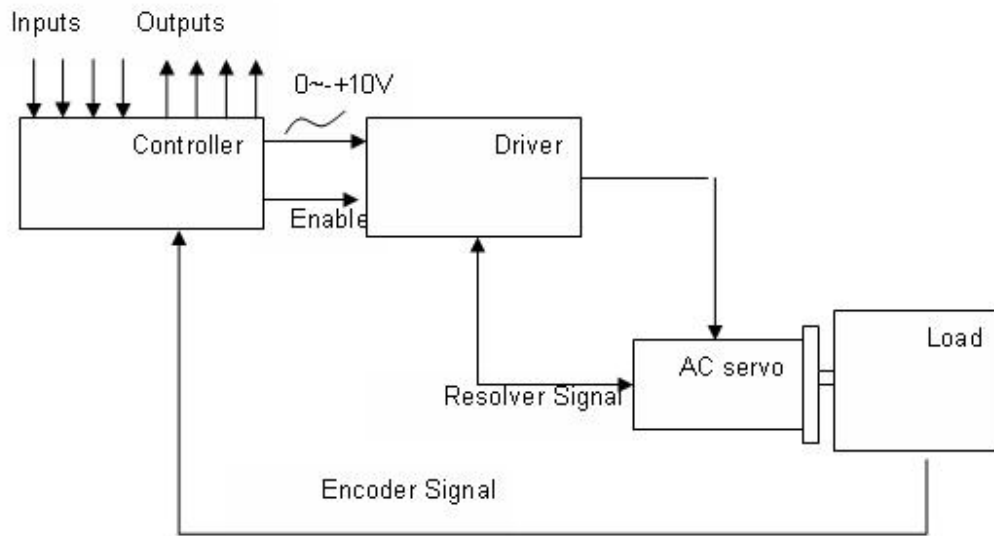 Inputs Outputs
0~-+10V
Controller
Driver
Enable
Load
AC servo
Resolver Signal
Encoder Signal